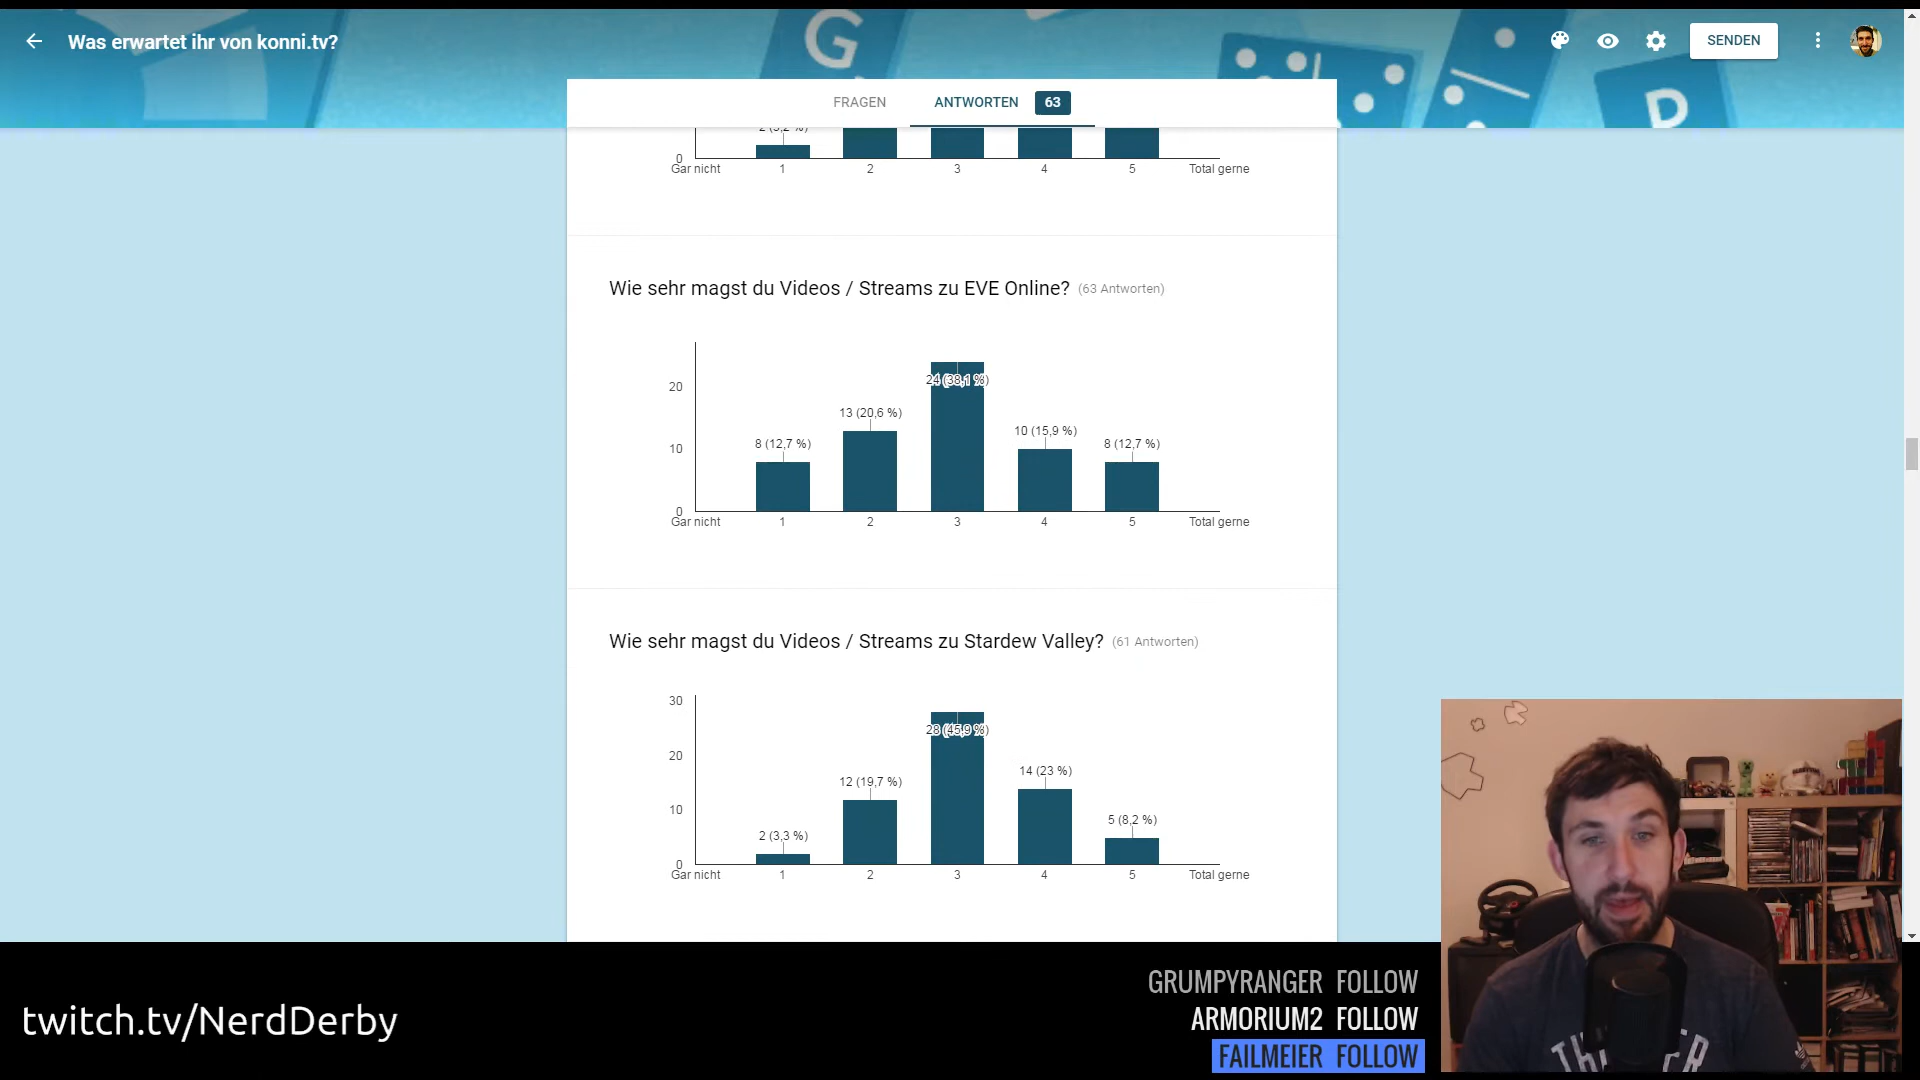 Was erwartet ihr von konni.tv?
SENDEN
FRAGEN ANTWORTEN 63
2 (3,2 %)
0
Gar nicht 1 2 3 4 5 Total gerne
Wie sehr magst du Videos / Streams zu EVE Online? (63 Antworten)
20
10
0
8 (12,7 %) 13 (20,6 %) 24 (38,1 %) 10 (15,9 %) 8 (12,7 %)
Gar nicht 1 2 3 4 5 Total gerne
Wie sehr magst du Videos / Streams zu Stardew Valley? (61 Antworten)
30
20
10
0
2 (3,3 %) 12 (19,7 %) 28 (45,9 %) 14 (23 %) 5 (8,2 %)
Gar nicht 1 2 3 4 5 Total gerne
G
D
twitch.tv/NerdDerby
GRUMPYRANGER FOLLOW
ARMORIUM2 FOLLOW
FAILMEIER FOLLOW